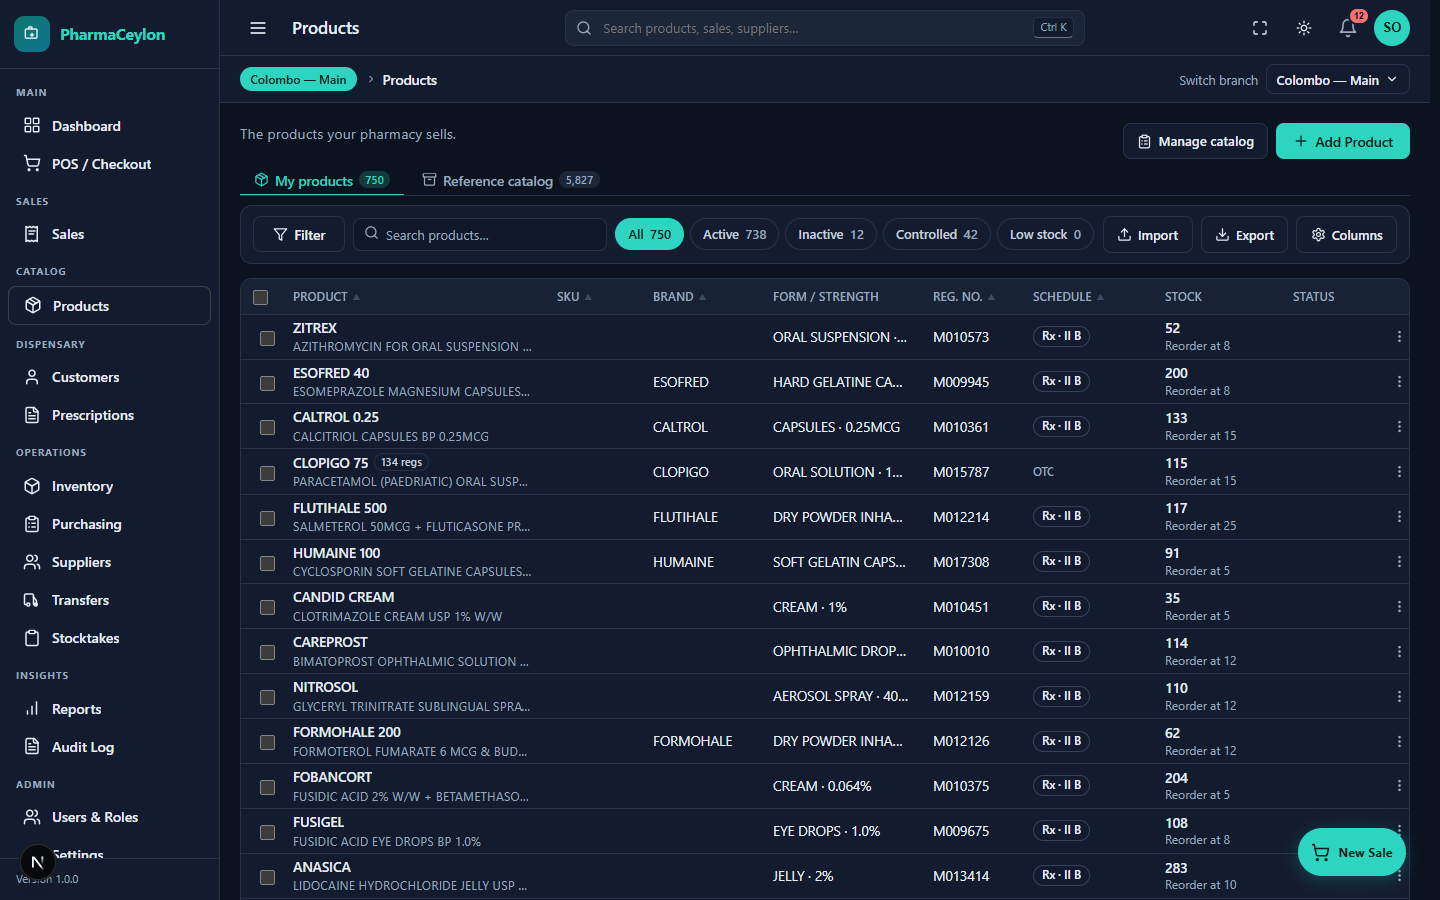 PharmaCeylon
Products
Search products, sales, suppliers...
Ctrl K
12
SO
Colombo — Main
Products
Switch branch
Colombo — Main
MAIN
Dashboard
POS / Checkout
SALES
Sales
CATALOG
Products
DISPENSARY
Customers
Prescriptions
OPERATIONS
Inventory
Purchasing
Suppliers
Transfers
Stocktakes
INSIGHTS
Reports
Audit Log
ADMIN
Users & Roles
Settings
N
Version 1.0.0
The products your pharmacy sells.
Manage catalog
Add Product
My products 750
Reference catalog 5,827
Filter
Search products...
All 750
Active 738
Inactive 12
Controlled 42
Low stock 0
Import
Export
Columns
PRODUCT SKU BRAND FORM / STRENGTH REG. NO. SCHEDULE STOCK STATUS
ZITREX
AZITHROMYCIN FOR ORAL SUSPENSION ...
ORAL SUSPENSION ·... M010573 Rx · II B 52
Reorder at 8
ESOFRED 40
ESOMEPRAZOLE MAGNESIUM CAPSULES...
ESOFRED HARD GELATINE CA... M009945 Rx · II B 200
Reorder at 8
CALTROL 0.25
CALCITRIOL CAPSULES BP 0.25MCG
CALTROL CAPSULES · 0.25MCG M010361 Rx · II B 133
Reorder at 15
CLOPIGO 75 134 regs
PARACETAMOL (PAEDRIATIC) ORAL SUSP...
CLOPIGO ORAL SOLUTION · 1... M015787 OTC 115
Reorder at 15
FLUTIHALE 500
SALMETEROL 50MCG + FLUTICASONE PR...
FLUTIHALE DRY POWDER INHA... M012214 Rx · II B 117
Reorder at 25
HUMAINE 100
CYCLOSPORIN SOFT GELATINE CAPSULES...
HUMAINE SOFT GELATIN CAPS... M017308 Rx · II B 91
Reorder at 5
CANDID CREAM
CLOTRIMAZOLE CREAM USP 1% W/W
CREAM · 1% M010451 Rx · II B 35
Reorder at 5
CAREPROST
BIMATOPROST OPHTHALMIC SOLUTION ...
OPHTHALMIC DROP... M010010 Rx · II B 114
Reorder at 12
NITROSOL
GLYCERYL TRINITRATE SUBLINGUAL SPRA...
AEROSOL SPRAY · 40... M012159 Rx · II B 110
Reorder at 12
FORMOHALE 200
FORMOTEROL FUMARATE 6 MCG & BUD...
FORMOHALE DRY POWDER INHA... M012126 Rx · II B 62
Reorder at 12
FOBANCORT
FUSIDIC ACID 2% W/W + BETAMETHASO...
CREAM · 0.064% M010375 Rx · II B 204
Reorder at 5
FUSIGEL
FUSIDIC ACID EYE DROPS BP 1.0%
EYE DROPS · 1.0% M009675 Rx · II B 108
Reorder at 8
ANASICA
LIDOCAINE HYDROCHLORIDE JELLY USP ...
JELLY · 2% M013414 Rx · II B 283
Reorder at 10
New Sale